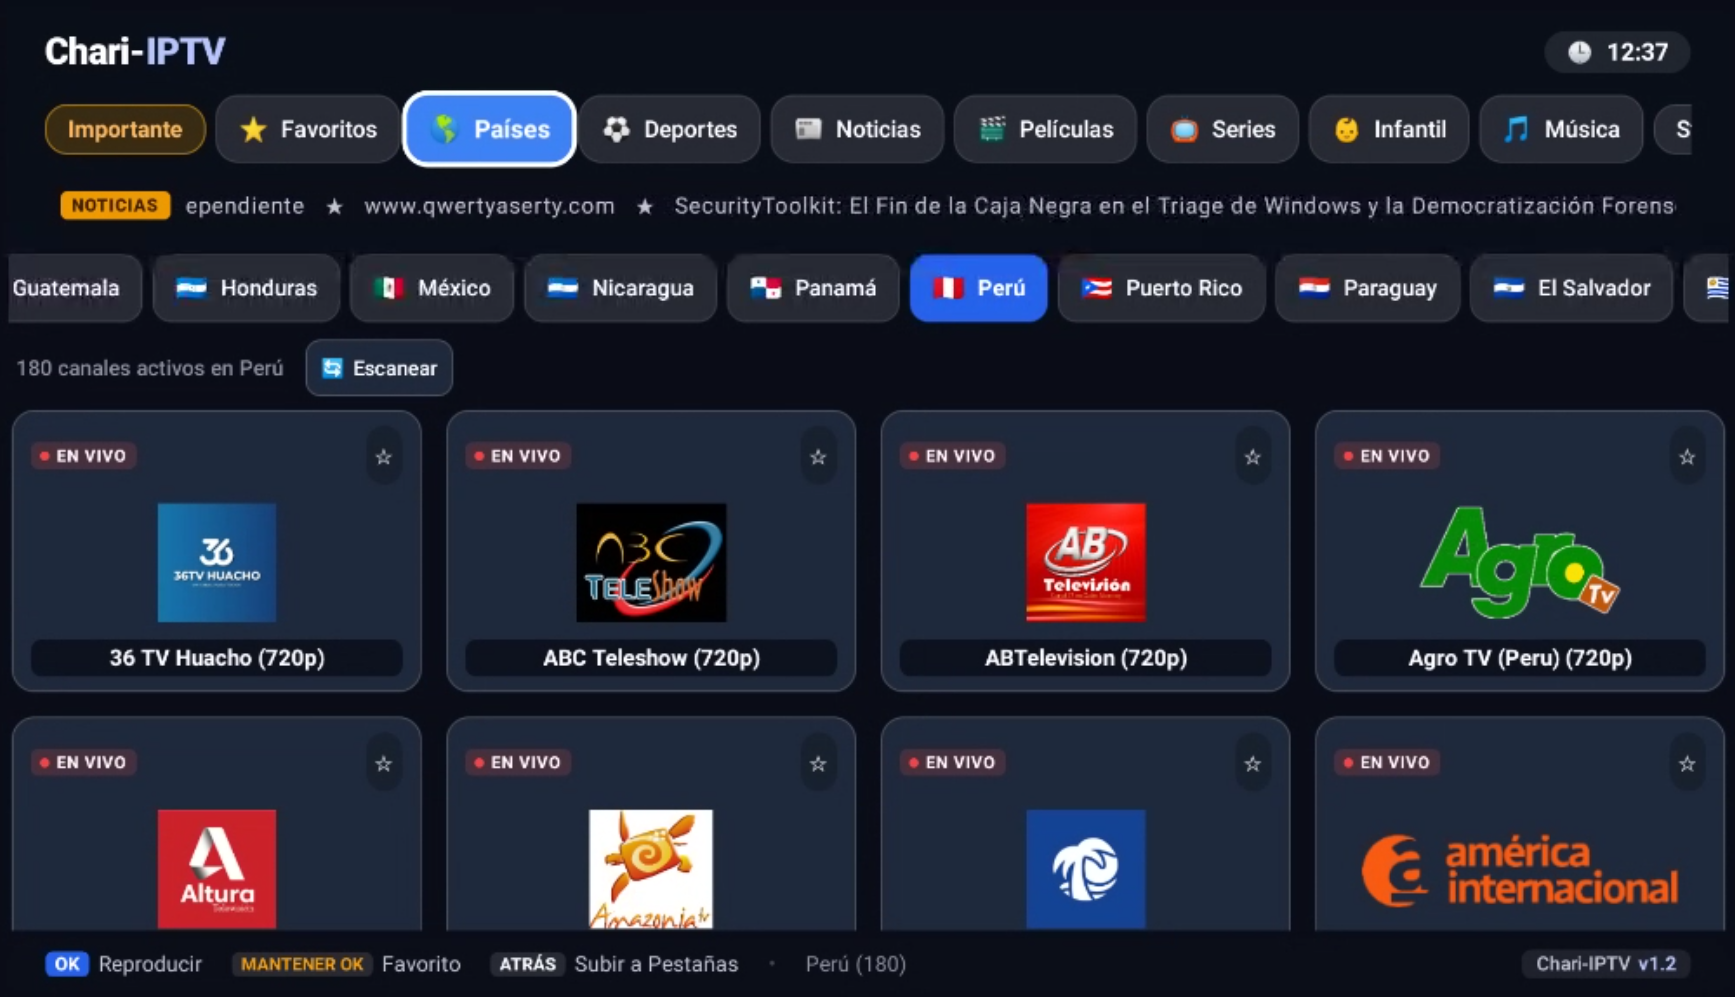 Chari-IPTV
12:37
Importante
Favoritos
Países
Deportes
Noticias
Películas
Series
Infantil
Música
S
NOTICIAS
ependiente ★ www.qwertyaserty.com ★ SecurityToolkit: El Fin de la Caja Negra en el Triage de Windows y la Democratización Forens
Guatemala
Honduras
México
Nicaragua
Panamá
Perú
Puerto Rico
Paraguay
El Salvador
180 canales activos en Perú
Escanear
EN VIVO
36
36TV HUACHO
36 TV Huacho (720p)
EN VIVO
ABC
TELEShow
ABC Teleshow (720p)
EN VIVO
AB
Televisión
ABTelevision (720p)
EN VIVO
Agro
Tv
Agro TV (Peru) (720p)
EN VIVO
Altura
EN VIVO
Amazonia tv
EN VIVO
EN VIVO
américa
internacional
OK Reproducir
MANTENER OK Favorito
ATRÁS Subir a Pestañas
• Perú (180)
Chari-IPTV v1.2